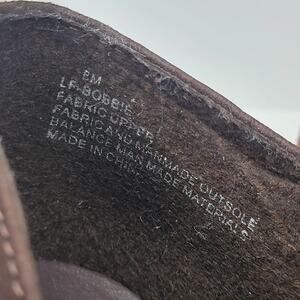 8M
LF-BOBBIE
FABRIC UPPER
FABRIC AND MANMADE OUTSOLE
BALANCE MAN MADE MATERIALS
MADE IN CHINA